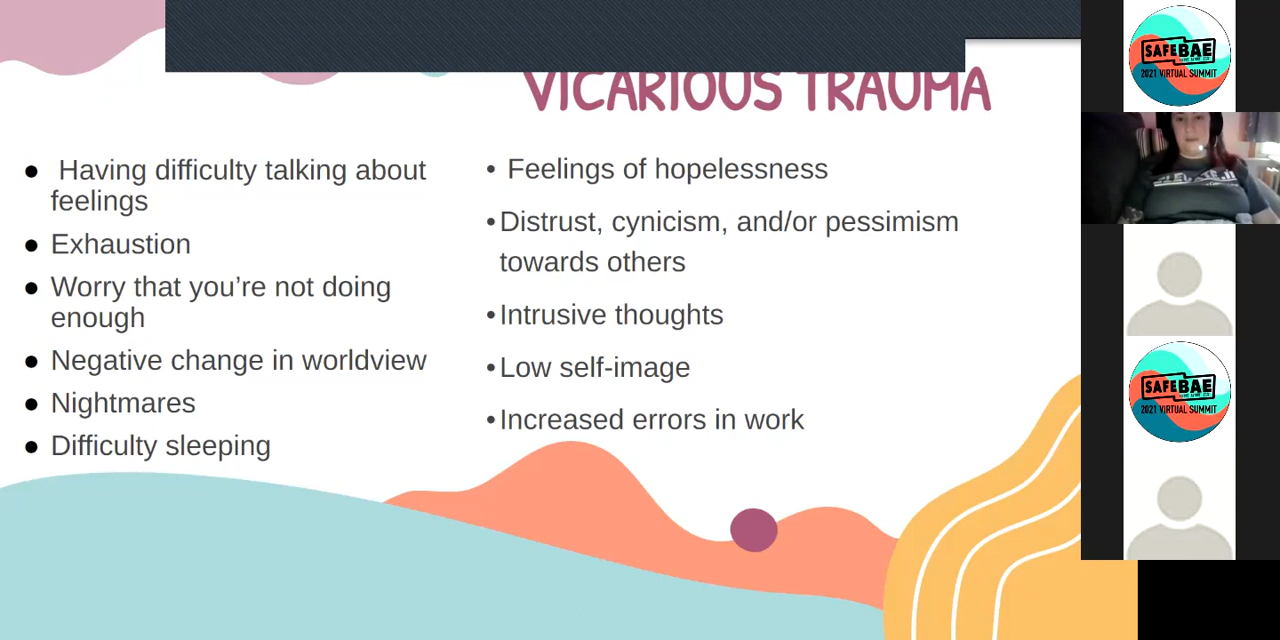 VICARIOUS TRAUMA
● Having difficulty talking about
feelings
● Exhaustion
● Worry that you’re not doing
enough
● Negative change in worldview
● Nightmares
● Difficulty sleeping
• Feelings of hopelessness
• Distrust, cynicism, and/or pessimism
towards others
• Intrusive thoughts
• Low self-image
• Increased errors in work
SAFEBAE
2021 VIRTUAL SUMMIT
SAFEBAE
2021 VIRTUAL SUMMIT